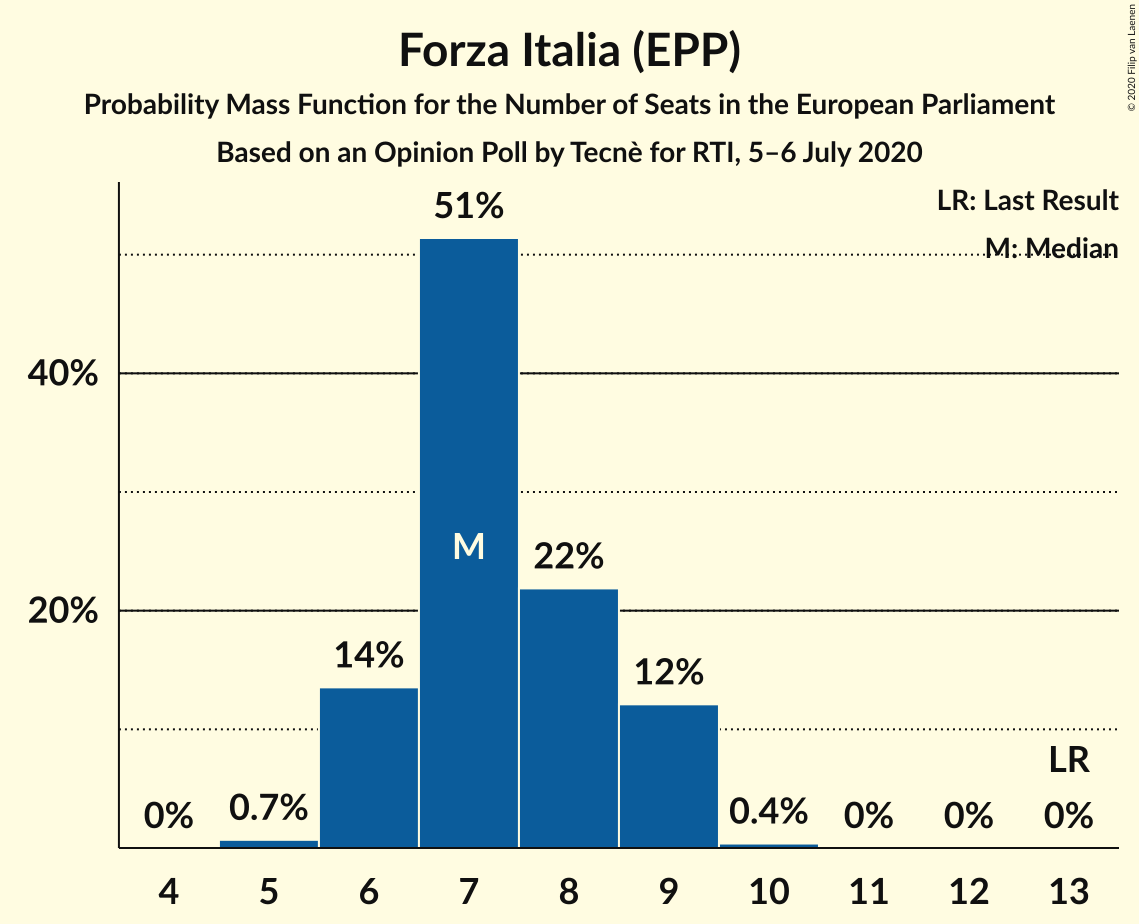 Forza Italia (EPP)
Probability Mass Function for the Number of Seats in the European Parliament
Based on an Opinion Poll by Tecnè for RTI, 5–6 July 2020
© 2020 Filip van Laenen
LR: Last Result
M: Median
51%
40%
M
22%
20%
14%
12%
LR
0%
0.7%
0.4%
0%
0%
0%
4 5 6 7 8 9 10 11 12 13